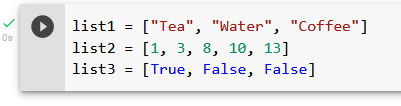 list1 = ["Tea", "Water", "Coffee"]
0s list2 = [1, 3, 8, 10, 13]
list3 = [True, False, False]